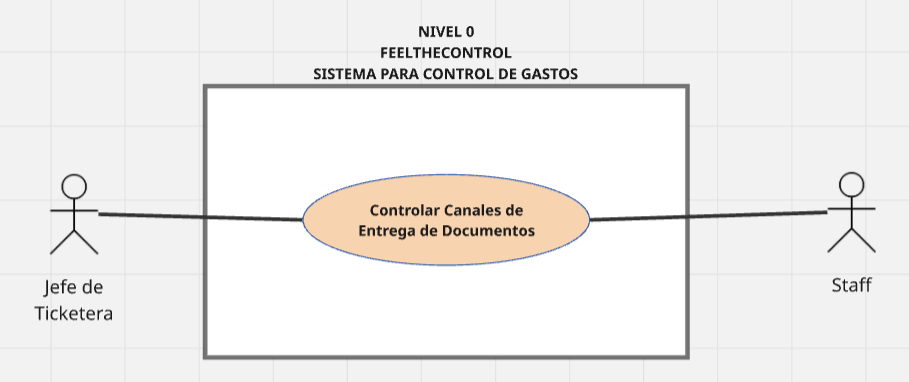 NIVEL 0
FEELTHECONTROL
SISTEMA PARA CONTROL DE GASTOS
Controlar Canales de
Entrega de Documentos
Jefe de
Ticketera
Staff